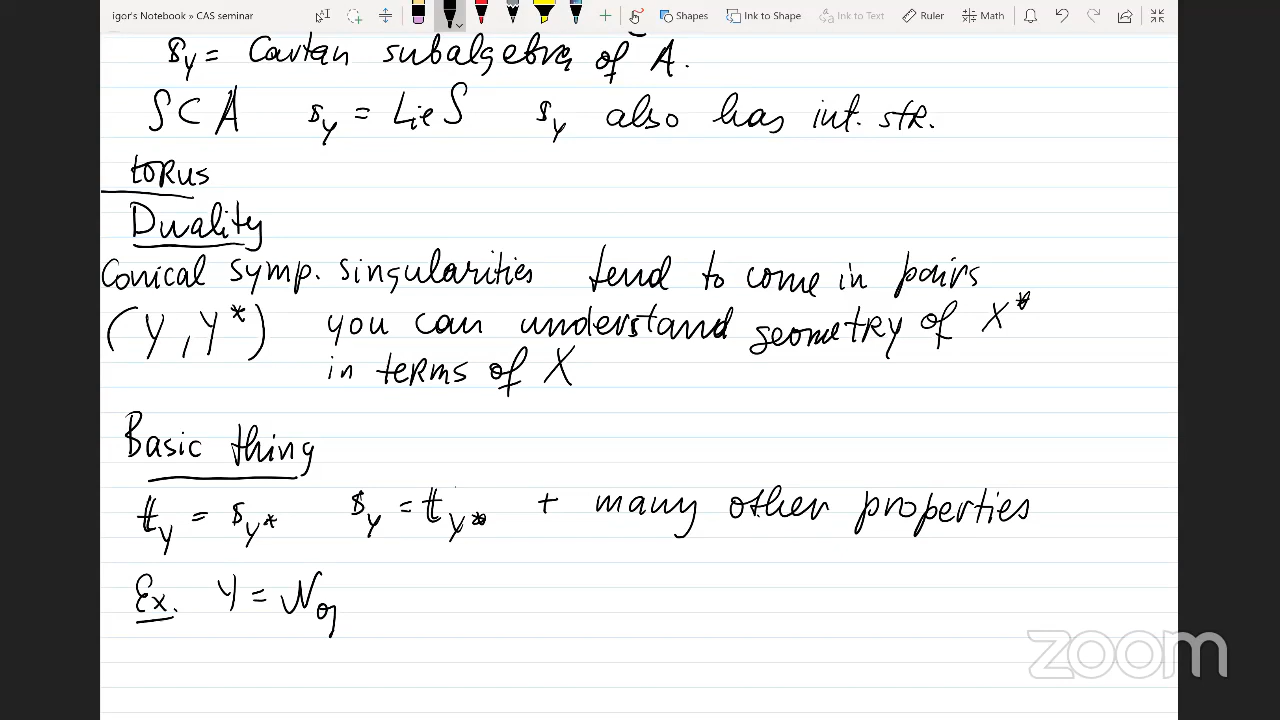 igor's Notebook » CAS seminar
Shapes Ink to Shape Ink to Text Ruler Math
𝔰_Y = Cartan subalgebra of A.
S ⊂ A 𝔰_Y = Lie S 𝔰_Y also has int. str.
torus
Duality
Conical symp. singularities tend to come in pairs
(Y, Y*) you can understand geometry of X*
in terms of X
Basic thing
𝔱_Y = 𝔰_Y* 𝔰_Y = 𝔱_Y* + many other properties
Ex. Y = 𝒩_𝔤
zoom